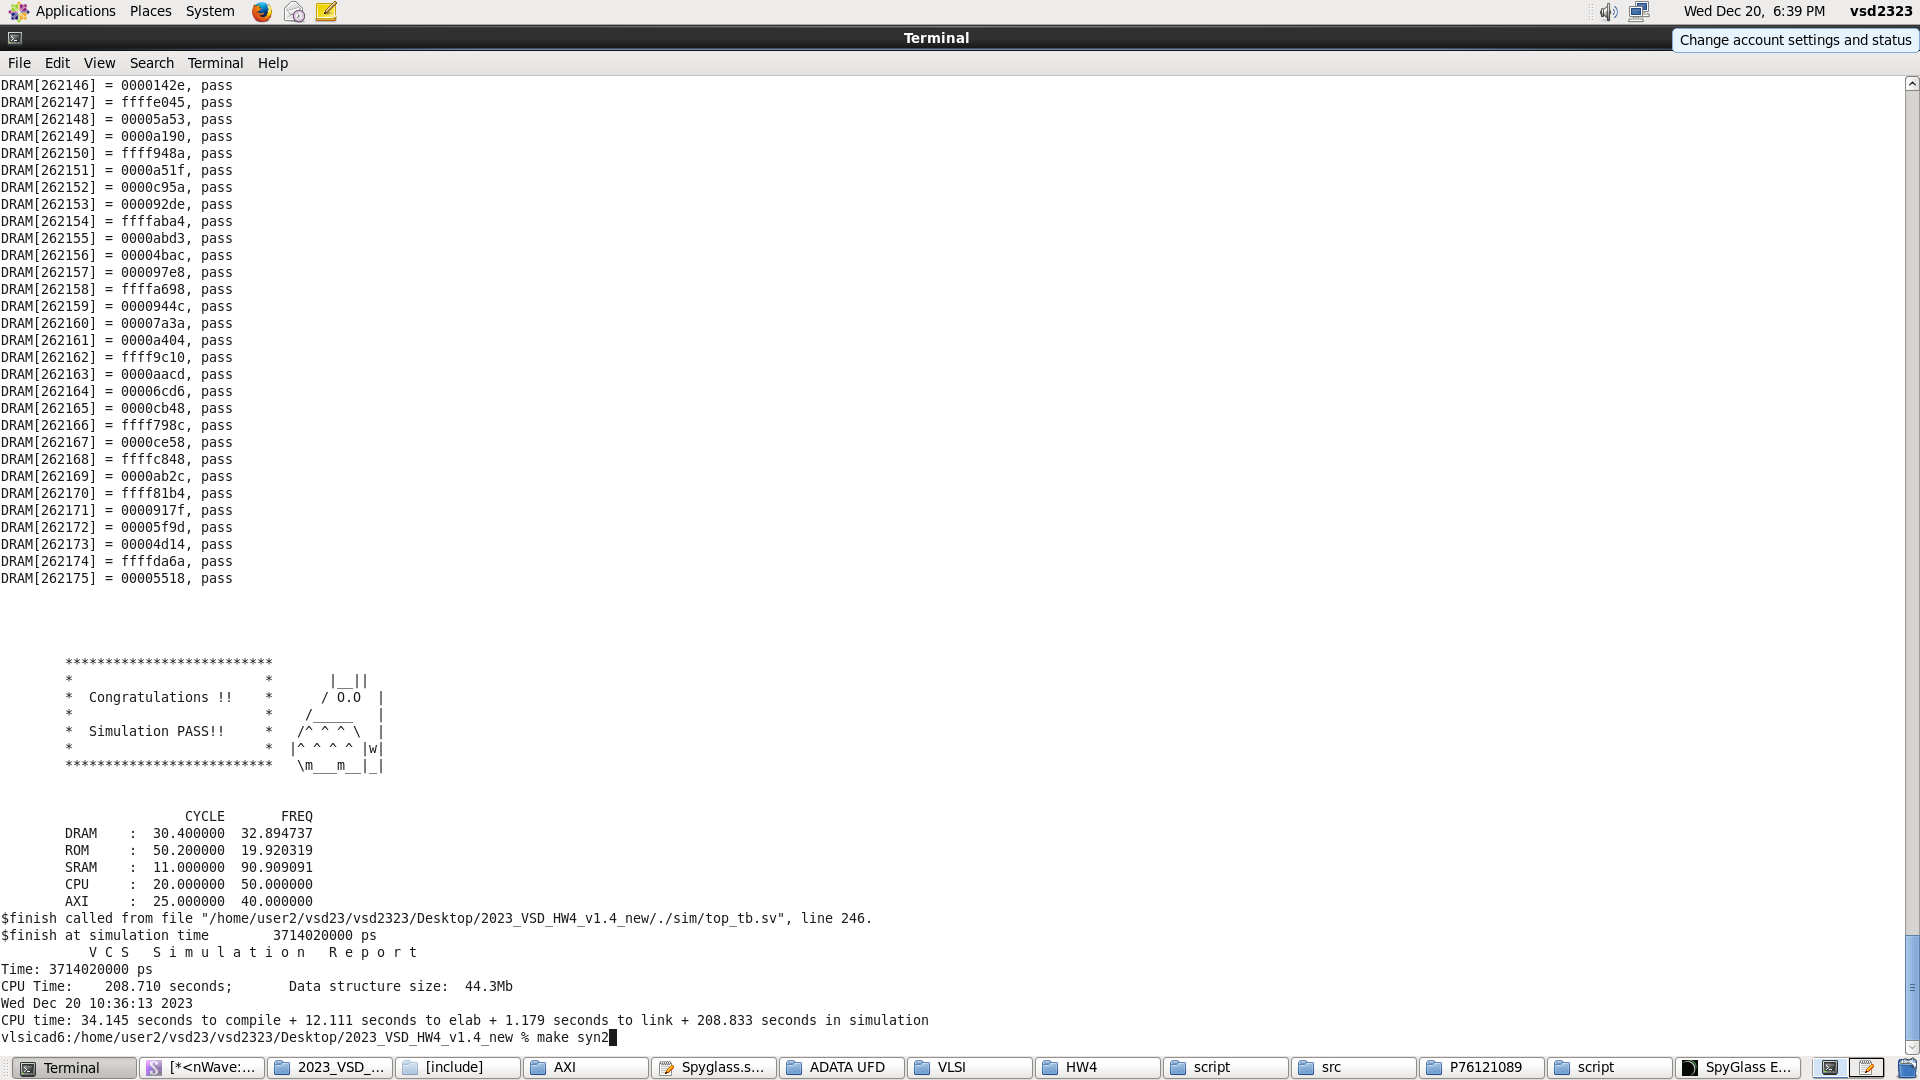 Applications Places System Wed Dec 20, 6:39 PM vsd2323
Terminal
Change account settings and status
File Edit View Search Terminal Help
DRAM[262146] = 0000142e, pass
DRAM[262147] = ffffe045, pass
DRAM[262148] = 00005a53, pass
DRAM[262149] = 0000a190, pass
DRAM[262150] = ffff948a, pass
DRAM[262151] = 0000a51f, pass
DRAM[262152] = 0000c95a, pass
DRAM[262153] = 000092de, pass
DRAM[262154] = ffffaba4, pass
DRAM[262155] = 0000abd3, pass
DRAM[262156] = 00004bac, pass
DRAM[262157] = 000097e8, pass
DRAM[262158] = ffffa698, pass
DRAM[262159] = 0000944c, pass
DRAM[262160] = 00007a3a, pass
DRAM[262161] = 0000a404, pass
DRAM[262162] = ffff9c10, pass
DRAM[262163] = 0000aacd, pass
DRAM[262164] = 00006cd6, pass
DRAM[262165] = 0000cb48, pass
DRAM[262166] = ffff798c, pass
DRAM[262167] = 0000ce58, pass
DRAM[262168] = ffffc848, pass
DRAM[262169] = 0000ab2c, pass
DRAM[262170] = ffff81b4, pass
DRAM[262171] = 0000917f, pass
DRAM[262172] = 00005f9d, pass
DRAM[262173] = 00004d14, pass
DRAM[262174] = ffffda6a, pass
DRAM[262175] = 00005518, pass
**************************
*                        *       |__||
*  Congratulations !!    *      / O.O  |
*                        *    /_____   |
*  Simulation PASS!!     *   /^ ^ ^ \  |
*                        *  |^ ^ ^ ^ |w|
**************************   \m___m__|_|
CYCLE FREQ
DRAM : 30.400000 32.894737
ROM : 50.200000 19.920319
SRAM : 11.000000 90.909091
CPU : 20.000000 50.000000
AXI : 25.000000 40.000000
$finish called from file "/home/user2/vsd23/vsd2323/Desktop/2023_VSD_HW4_v1.4_new/./sim/top_tb.sv", line 246.
$finish at simulation time 3714020000 ps
V C S S i m u l a t i o n R e p o r t
Time: 3714020000 ps
CPU Time: 208.710 seconds; Data structure size: 44.3Mb
Wed Dec 20 10:36:13 2023
CPU time: 34.145 seconds to compile + 12.111 seconds to elab + 1.179 seconds to link + 208.833 seconds in simulation
vlsicad6:/home/user2/vsd23/vsd2323/Desktop/2023_VSD_HW4_v1.4_new % make syn2
Terminal [*<nWave:... 2023_VSD_... [include] AXI Spyglass.s... ADATA UFD VLSI HW4 script src P76121089 script SpyGlass E...